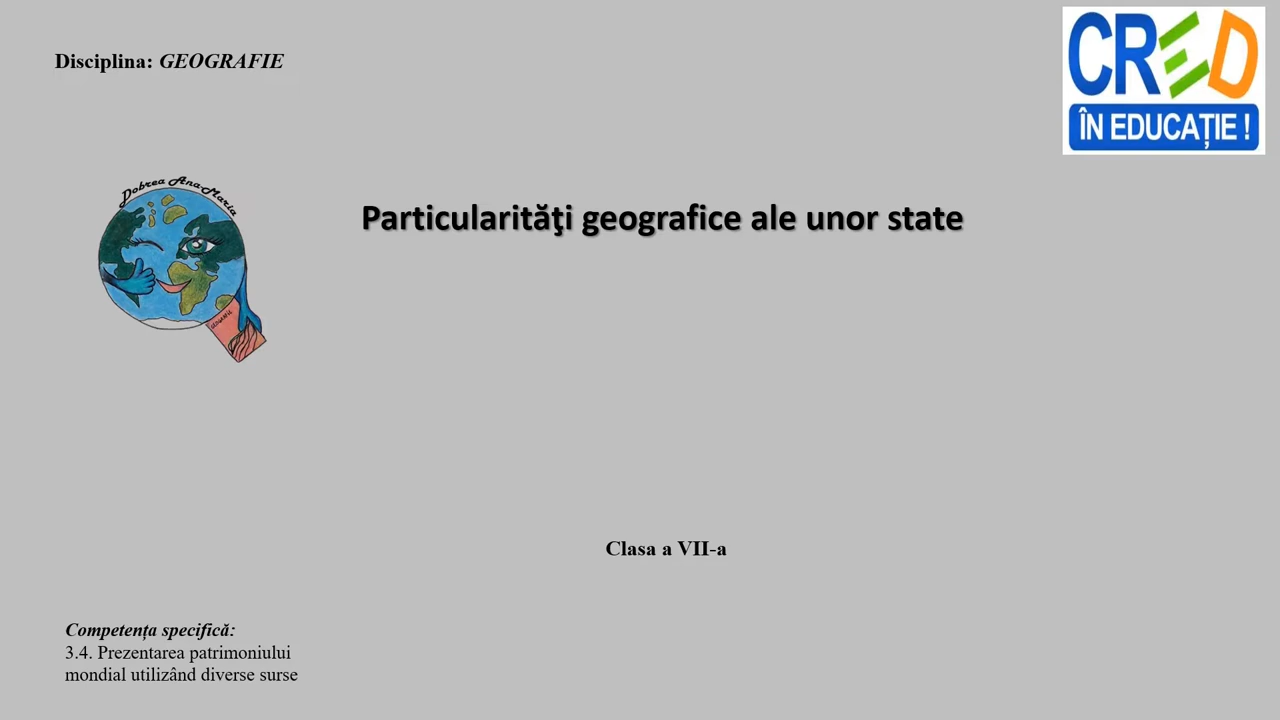 Disciplina: GEOGRAFIE
CRED
ÎN EDUCAȚIE !
Dobrea Ana-Maria
Particularităţi geografice ale unor state
Clasa a VII-a
Competența specifică:
3.4. Prezentarea patrimoniului
mondial utilizând diverse surse